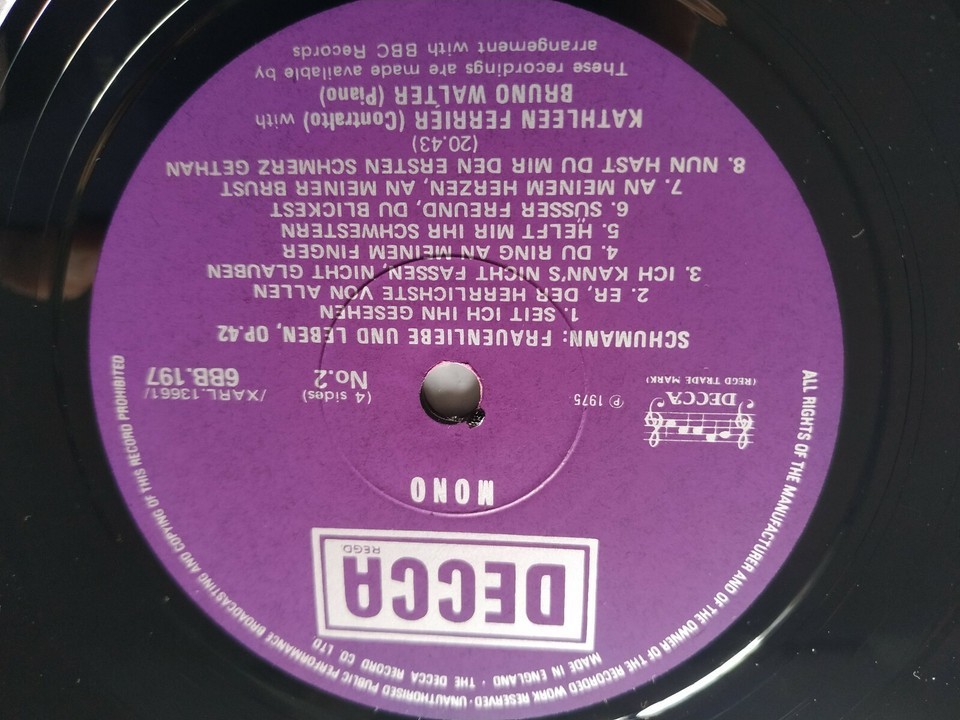 ALL RIGHTS OF THE MANUFACTURER AND OF THE OWNER OF THE RECORDED WORK RESERVED · UNAUTHORISED PUBLIC PERFORMANCE BROADCASTING AND COPYING OF THIS RECORD PROHIBITED
MADE IN ENGLAND · THE DECCA RECORD CO LTD
DECCA
REGD
MONO
DECCA
(REGD TRADE MARK)
℗ 1975
No.2
(4 sides)
6BB.197
/XARL.13661/
SCHUMANN: FRAUENLIEBE UND LEBEN, OP.42
1. SEIT ICH IHN GESEHEN
2. ER, DER HERRLICHSTE VON ALLEN
3. ICH KANN'S NICHT FASSEN, NICHT GLAUBEN
4. DU RING AN MEINEM FINGER
5. HELFT MIR IHR SCHWESTERN
6. SÜSSER FREUND, DU BLICKEST
7. AN MEINEM HERZEN, AN MEINER BRUST
8. NUN HAST DU MIR DEN ERSTEN SCHMERZ GETHAN
(20.43)
KATHLEEN FERRIER (Contralto) with
BRUNO WALTER (Piano)
These recordings are made available by
arrangement with BBC Records